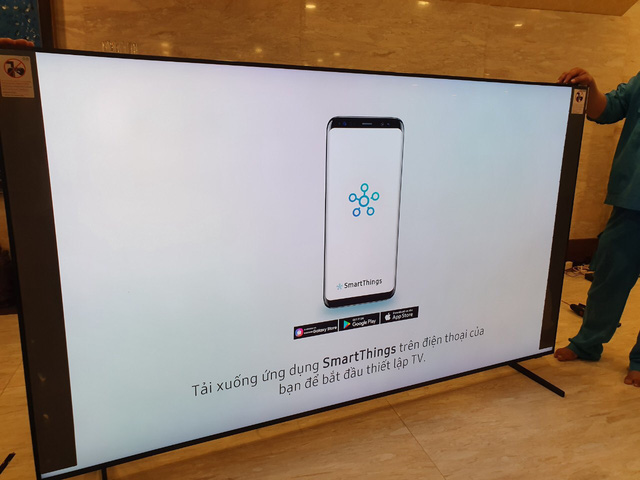 SmartThings
Galaxy Store
Google Play
App Store
Tải xuống ứng dụng SmartThings trên điện thoại của
bạn để bắt đầu thiết lập TV.